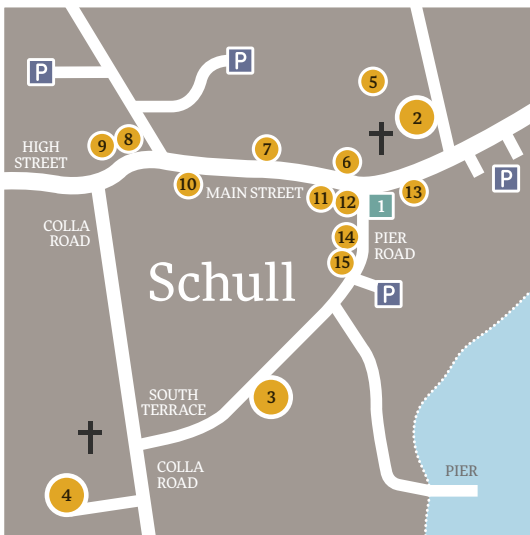 P
P
5
2
9
8
7
6
HIGH
STREET
P
10
MAIN STREET
11
12
1
13
COLLA
ROAD
14
PIER
ROAD
15
Schull
P
SOUTH
TERRACE
3
COLLA
ROAD
PIER
4